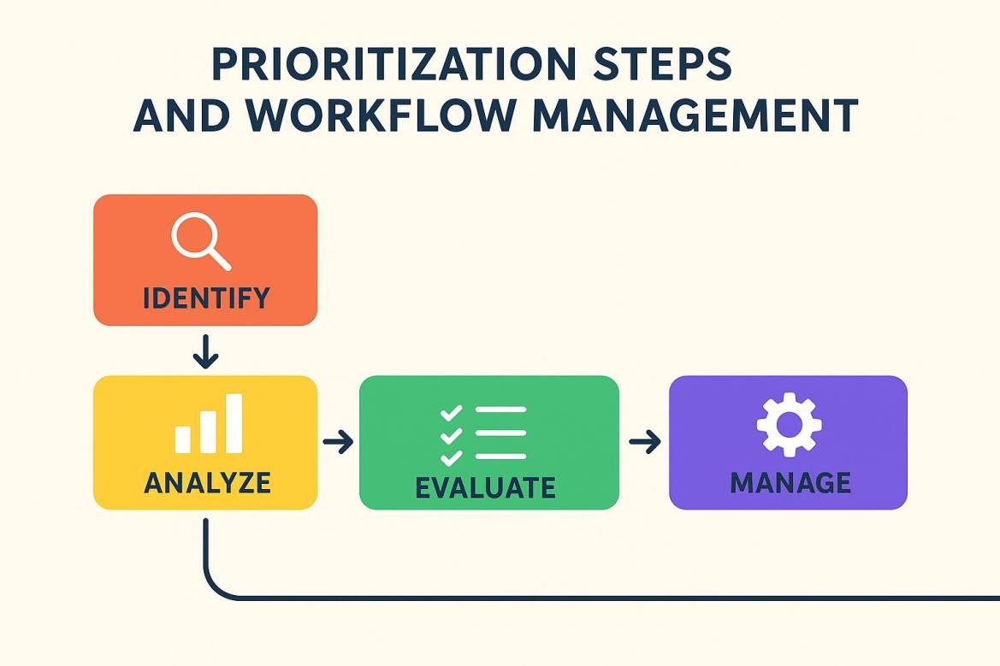 PRIORITIZATION STEPS
AND WORKFLOW MANAGEMENT
IDENTIFY
ANALYZE
EVALUATE
MANAGE